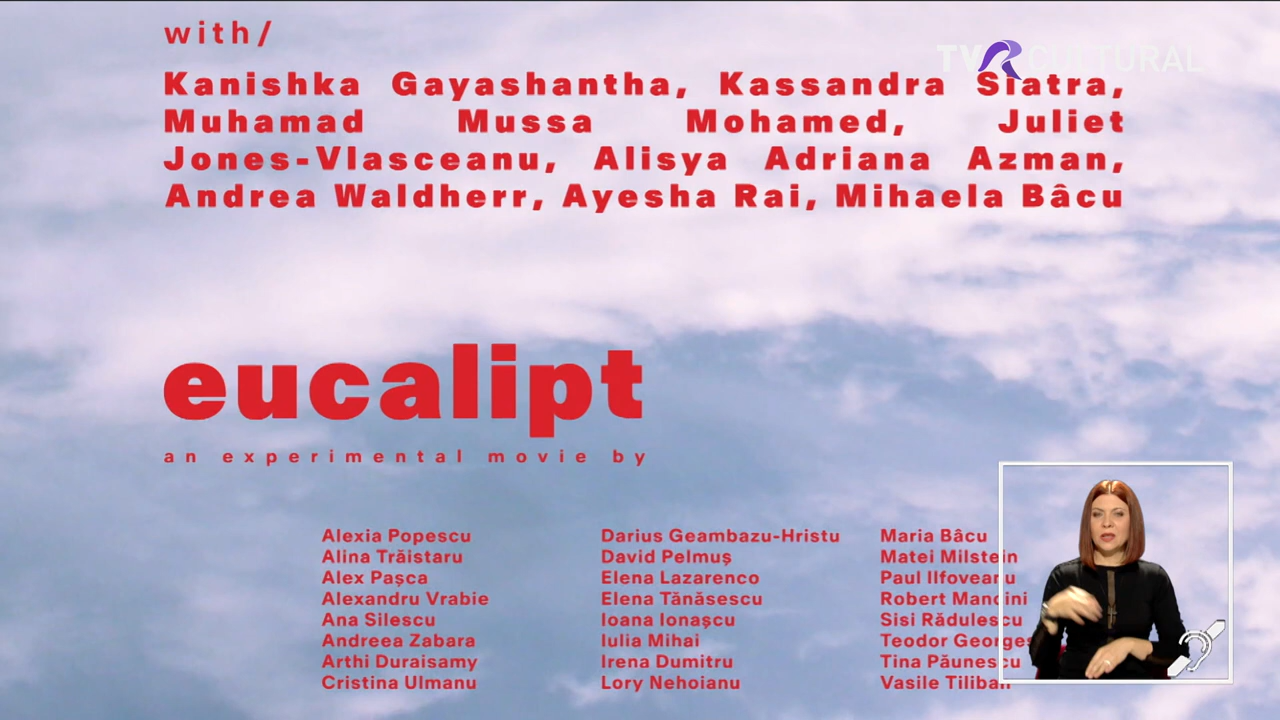 with/
TVR CULTURAL
Kanishka Gayashantha, Kassandra Siatra,
Muhamad Mussa Mohamed, Juliet
Jones-Vlasceanu, Alisya Adriana Azman,
Andrea Waldherr, Ayesha Rai, Mihaela Bâcu
eucalipt
an experimental movie by
Alexia Popescu
Alina Trăistaru
Alex Pașca
Alexandru Vrabie
Ana Silescu
Andreea Zabara
Arthi Duraisamy
Cristina Ulmanu
Darius Geambazu-Hristu
David Pelmuș
Elena Lazarenco
Elena Tănăsescu
Ioana Ionașcu
Iulia Mihai
Irena Dumitru
Lory Nehoianu
Maria Bâcu
Matei Milstein
Paul Ilfoveanu
Robert Mancini
Sisi Rădulescu
Teodor
Tina Păunescu
Vasile Tiliban